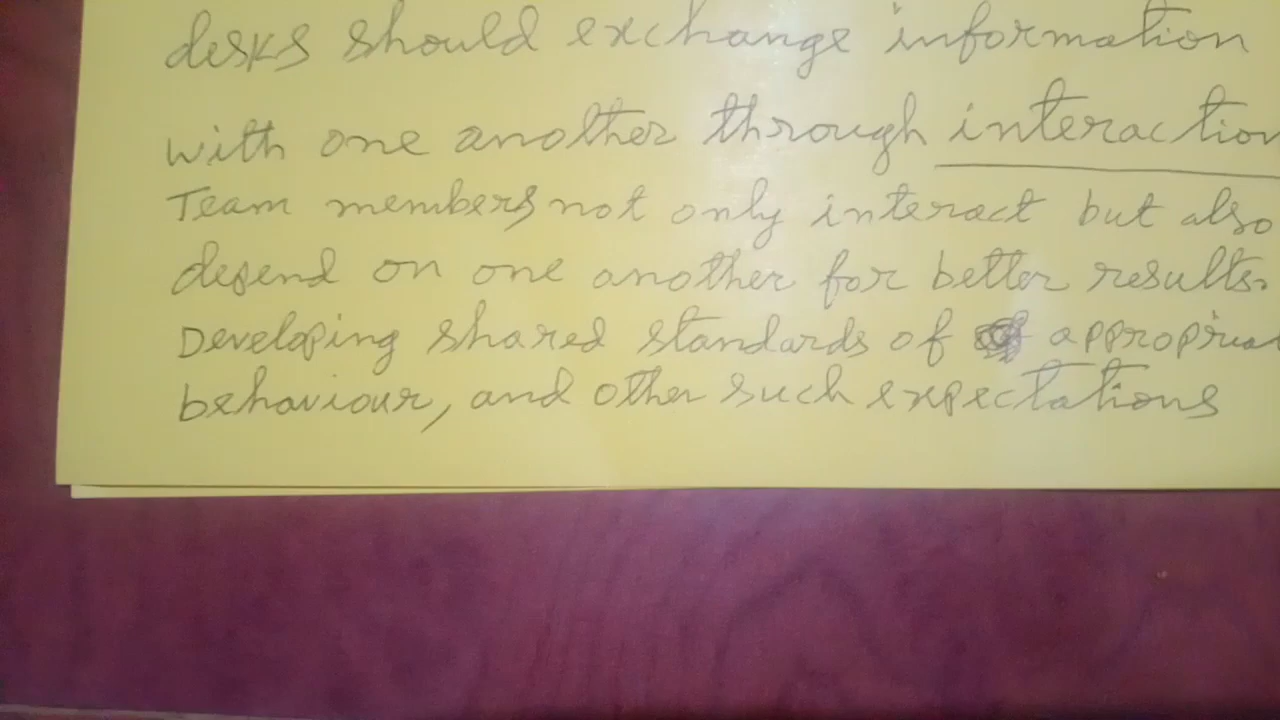 desks should exchange information
with one another through interaction
Team members not only interact but also
depend on one another for better results.
Developing shared standards of appropria
behaviour, and other such expectations